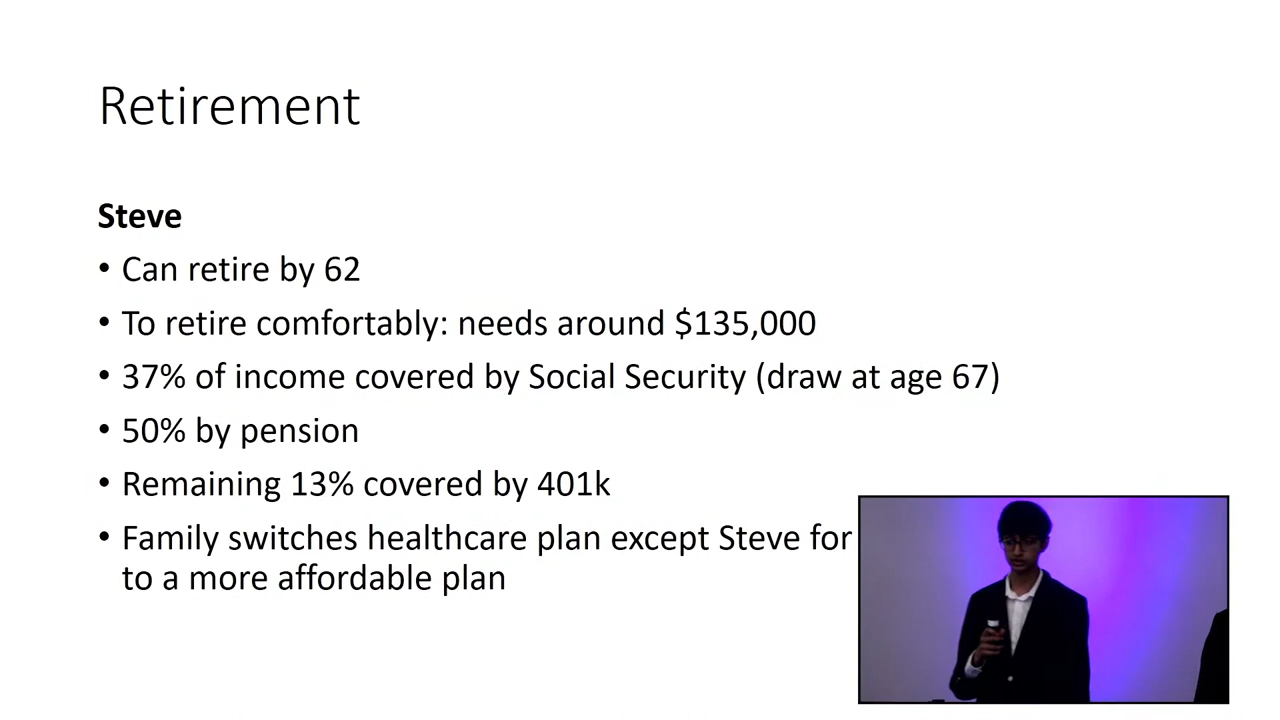 Retirement
Steve
• Can retire by 62
• To retire comfortably: needs around $135,000
• 37% of income covered by Social Security (draw at age 67)
• 50% by pension
• Remaining 13% covered by 401k
• Family switches healthcare plan except Steve for
to a more affordable plan